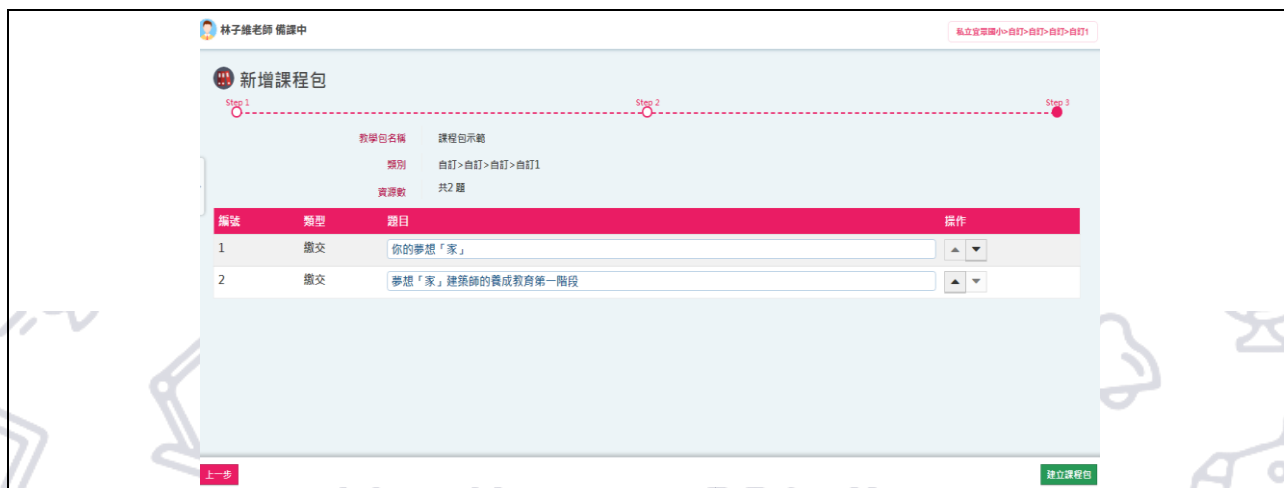 林子維老師 備課中
私立宜眾國小>自訂>自訂>自訂>自訂1
新增課程包
Step 1
Step 2
Step 3
教學包名稱 課程包示範
類別 自訂>自訂>自訂>自訂1
資源數 共2 題
編號 類型 題目 操作
1 繳交 你的夢想「家」
2 繳交 夢想「家」建築師的養成教育第一階段
上一步
建立課程包